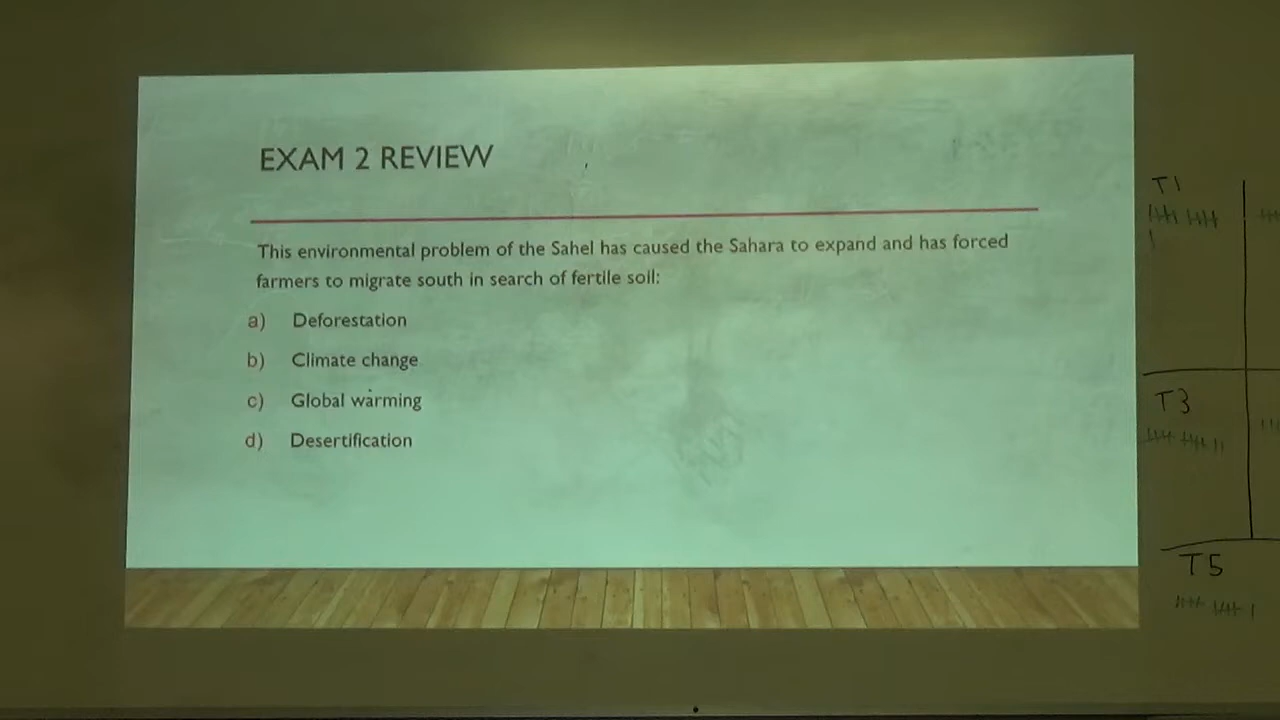 EXAM 2 REVIEW
This environmental problem of the Sahel has caused the Sahara to expand and has forced
farmers to migrate south in search of fertile soil:
a) Deforestation
b) Climate change
c) Global warming
d) Desertification
T1
T3
T5